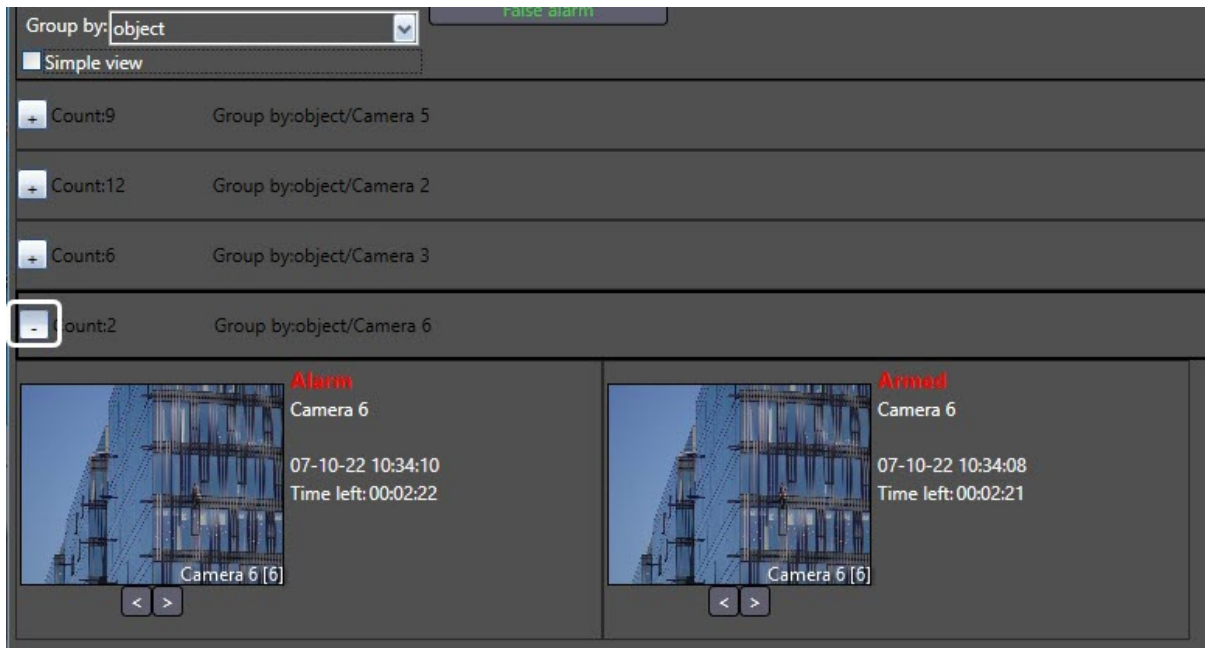 False alarm
Group by: object
Simple view
+ Count:9 Group by:object/Camera 5
+ Count:12 Group by:object/Camera 2
+ Count:6 Group by:object/Camera 3
- Count:2 Group by:object/Camera 6
Alarm
Camera 6
07-10-22 10:34:10
Time left: 00:02:22
Camera 6 [6]
< >
Armed
Camera 6
07-10-22 10:34:08
Time left: 00:02:21
Camera 6 [6]
< >